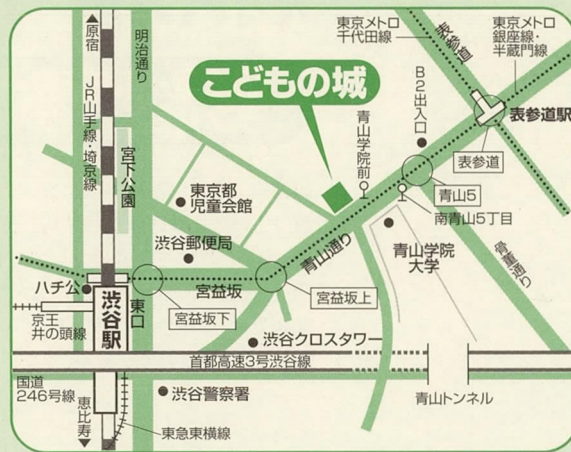 ▲原宿
明治通り
JR山手線・埼京線
宮下公園
こどもの城
東京メトロ
千代田線
表参道
東京メトロ
銀座線・
半蔵門線
B2出入口
表参道駅
表参道
青山学院前
青山5
南青山5丁目
東京都
児童会館
渋谷郵便局
青山通り
青山学院
大学
骨董通り
ハチ公
渋谷駅
東口
宮益坂
宮益坂下
宮益坂上
京王
井の頭線
渋谷クロスタワー
首都高速3号渋谷線
国道
246号線
渋谷警察署
青山トンネル
恵比寿▼
東急東横線